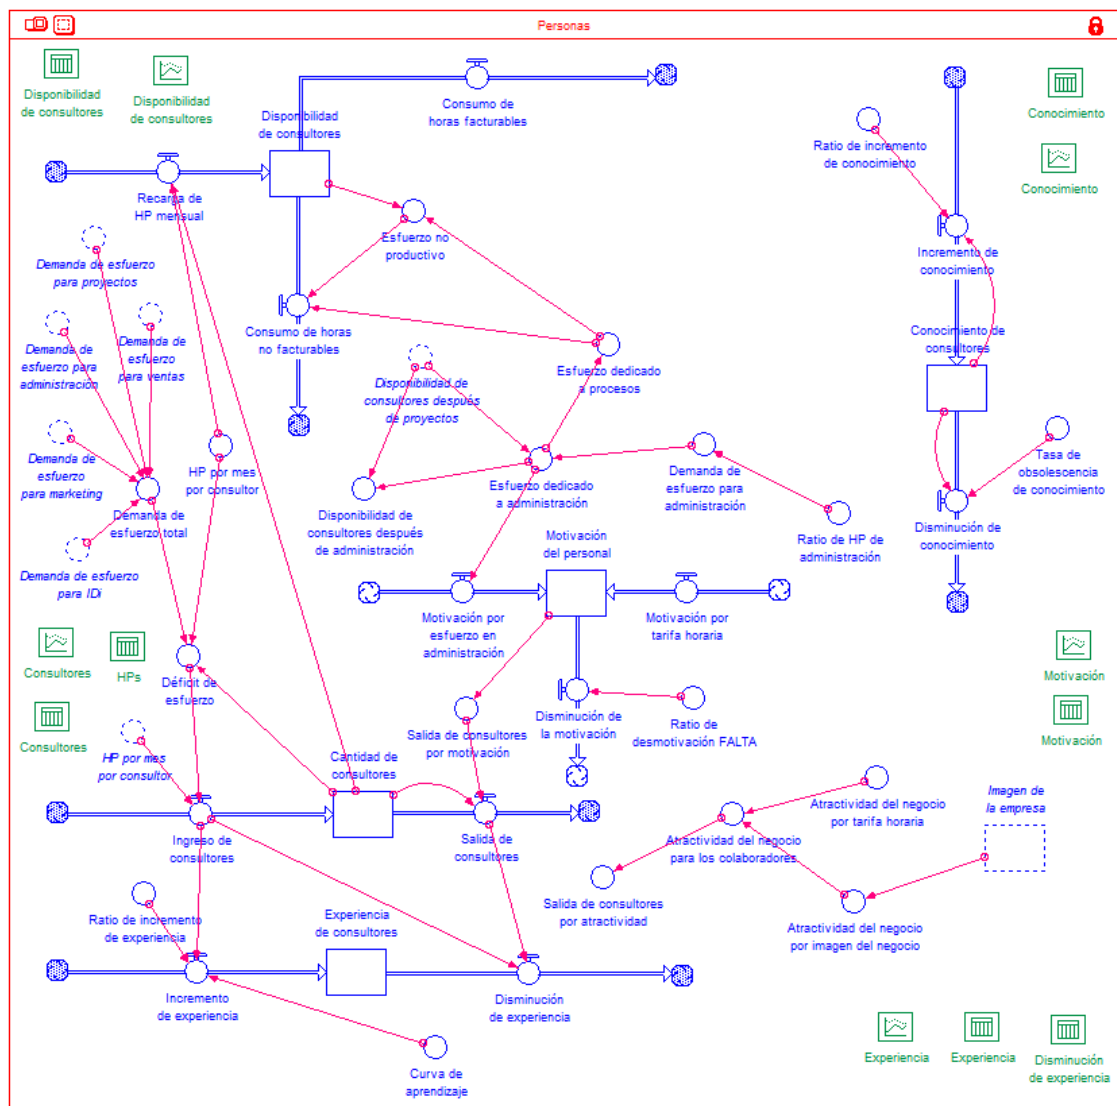 Personas
Disponibilidad
de consultores
Disponibilidad
de consultores
Disponibilidad
de consultores
Consumo de
horas facturables
Ratio de incremento
de conocimiento
Conocimiento
Conocimiento
Recarga de
HP mensual
Esfuerzo no
productivo
Incremento de
conocimiento
Demanda de esfuerzo
para proyectos
Demanda de
esfuerzo para
administración
Demanda de
esfuerzo
para ventas
Consumo de horas
no facturables
Esfuerzo dedicado
a procesos
Conocimiento de
consultores
Disponibilidad de
consultores después
de proyectos
Demanda de
esfuerzo
para marketing
HP por mes
por consultor
Esfuerzo dedicado
a administración
Demanda de
esfuerzo para
administración
Tasa de
obsolescencia
de conocimiento
Demanda de
esfuerzo total
Disponibilidad de
consultores después
de administración
Ratio de HP de
administración
Disminución de
conocimiento
Demanda de esfuerzo
para IDi
Motivación
del personal
Motivación por
esfuerzo en
administración
Motivación por
tarifa horaria
Consultores
HPs
Déficit de
esfuerzo
Motivación
Consultores
Salida de consultores
por motivación
Disminución de
la motivación
Ratio de
desmotivación FALTA
Motivación
HP por mes
por consultor
Cantidad de
consultores
Ingreso de
consultores
Salida de
consultores
Atractividad del negocio
por tarifa horaria
Imagen de
la empresa
Atractividad del negocio
para los colaboradores
Salida de consultores
por atractividad
Atractividad del negocio
por imagen del negocio
Ratio de incremento
de experiencia
Experiencia
de consultores
Incremento
de experiencia
Disminución
de experiencia
Curva de
aprendizaje
Experiencia
Experiencia
Disminución
de experiencia